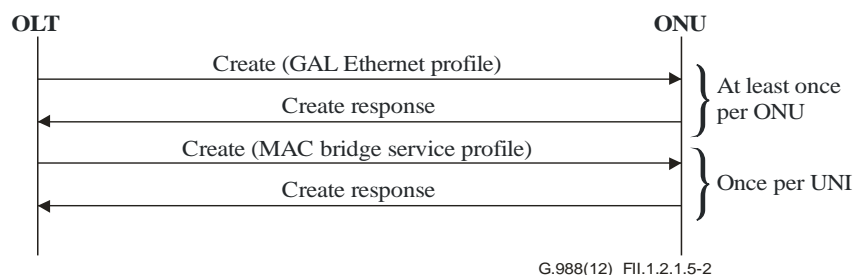 OLT ONU
Create (GAL Ethernet profile)
Create response
At least once
per ONU
Create (MAC bridge service profile)
Create response
Once per UNI
G.988(12)_FII.1.2.1.5-2